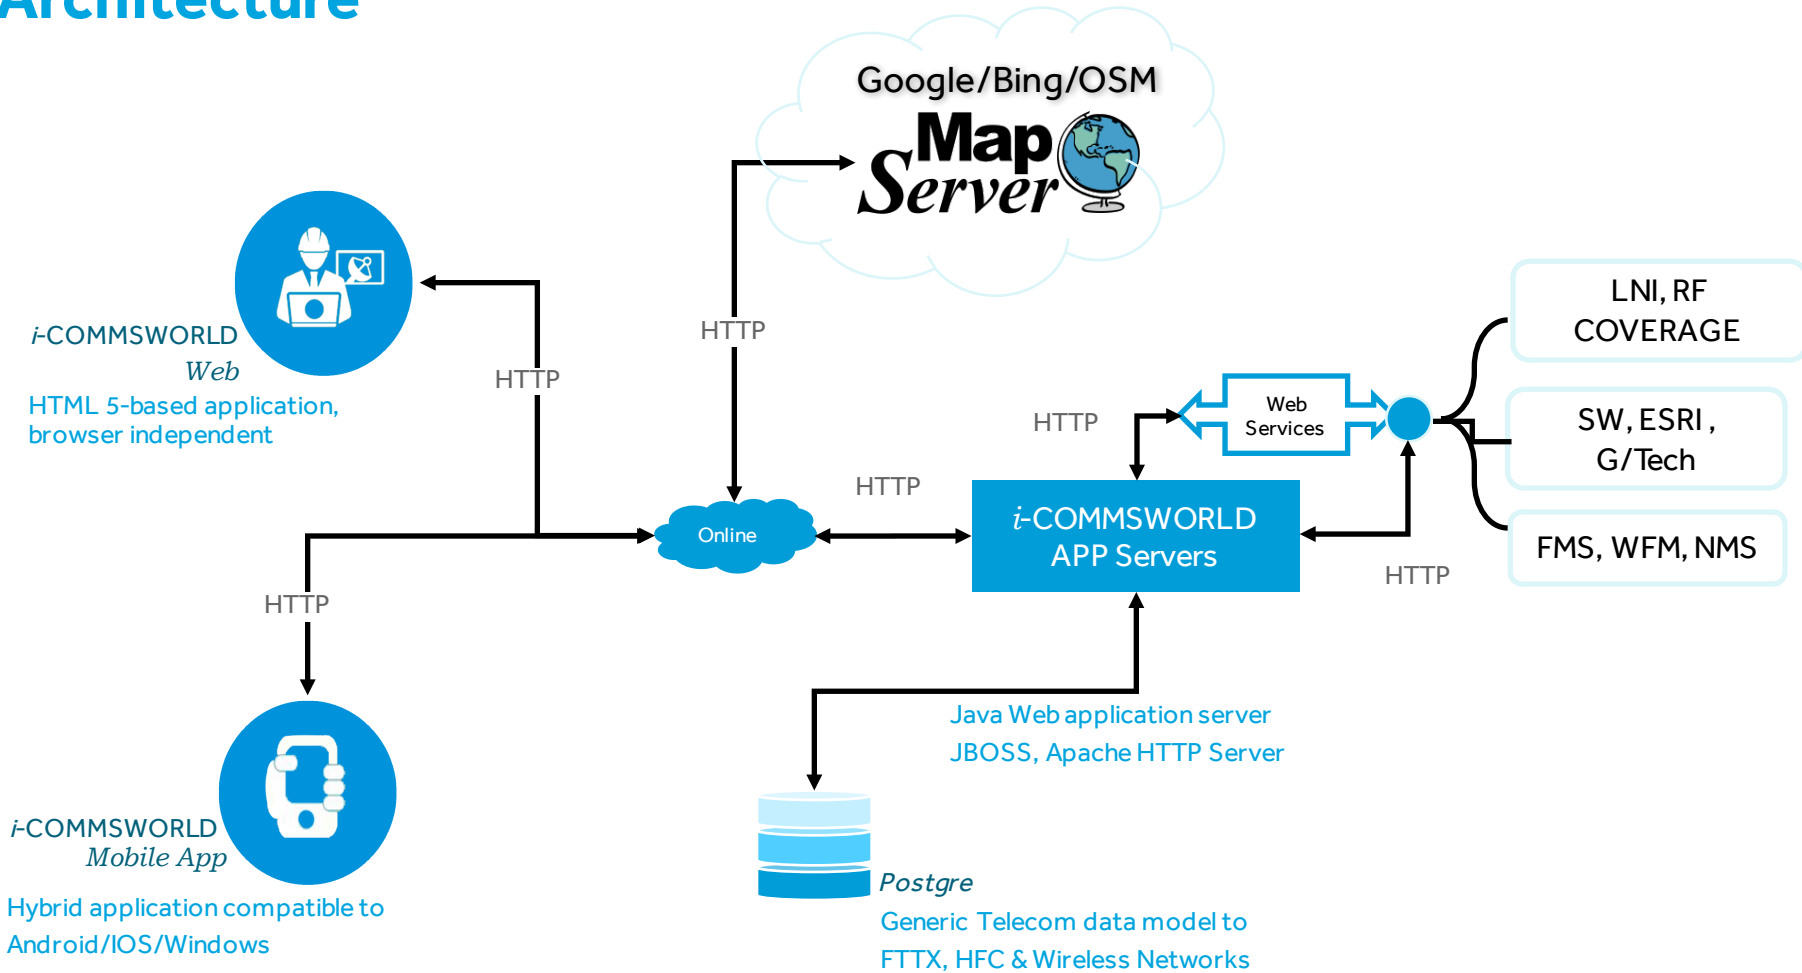 Architecture
Google/Bing/OSM
Map
Server
i-COMMSWORLD
Web
HTML 5-based application,
browser independent
HTTP
HTTP
HTTP
HTTP
Web
Services
LNI, RF
COVERAGE
SW, ESRI ,
G/Tech
FMS, WFM, NMS
Online
i-COMMSWORLD
APP Servers
HTTP
HTTP
Java Web application server
JBOSS, Apache HTTP Server
i-COMMSWORLD
Mobile App
Hybrid application compatible to
Android/IOS/Windows
Postgre
Generic Telecom data model to
FTTX, HFC & Wireless Networks